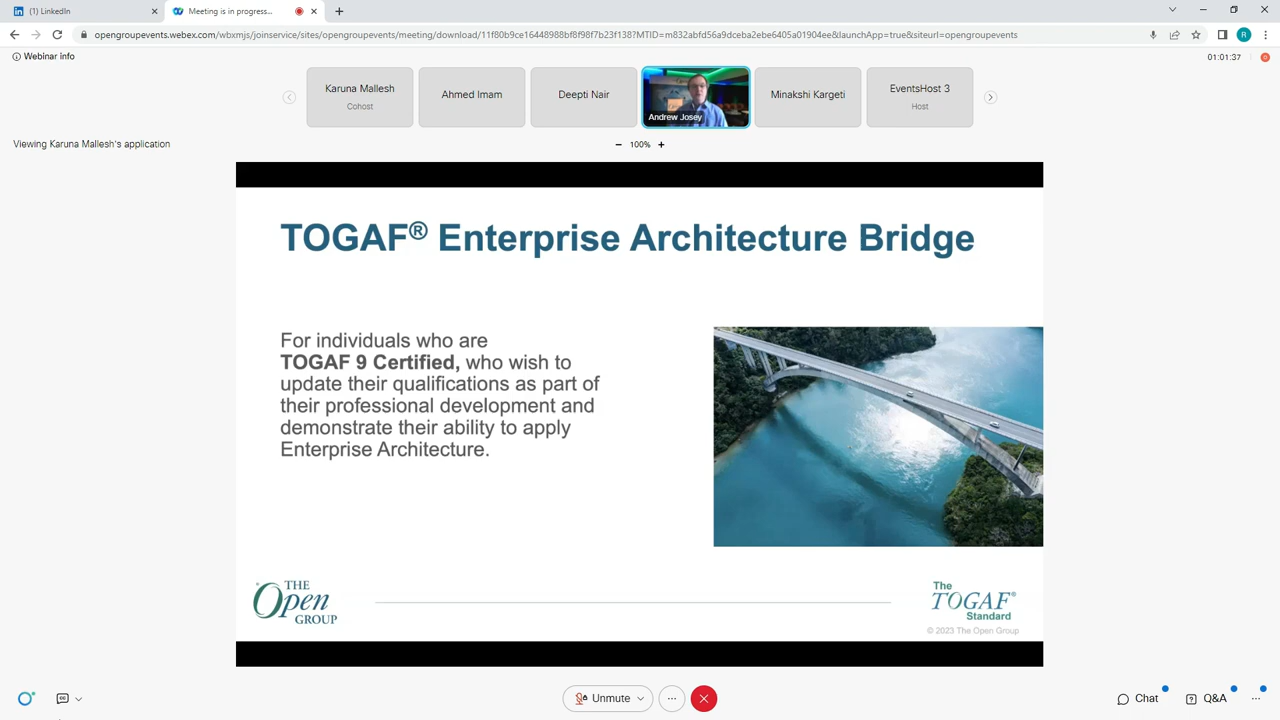 (1) LinkedIn
Meeting is in progress...
opengroupevents.webex.com/wbxmjs/joinservice/sites/opengroupevents/meeting/download/11f80b9ce16448988bf8f98f7b23f138?MTID=m832abfd56a9dceba2ebe6405a01904ee&launchApp=true&siteurl=opengroupevents
R
Webinar info
01:01:37
Karuna Mallesh
Cohost
Ahmed Imam
Deepti Nair
Andrew Josey
Minakshi Kargeti
EventsHost 3
Host
Viewing Karuna Mallesh's application
− 100% +
TOGAF® Enterprise Architecture Bridge
For individuals who are
TOGAF 9 Certified, who wish to
update their qualifications as part of
their professional development and
demonstrate their ability to apply
Enterprise Architecture.
THE
Open
GROUP
The
TOGAF®
Standard
© 2023 The Open Group
Unmute
Chat
Q&A